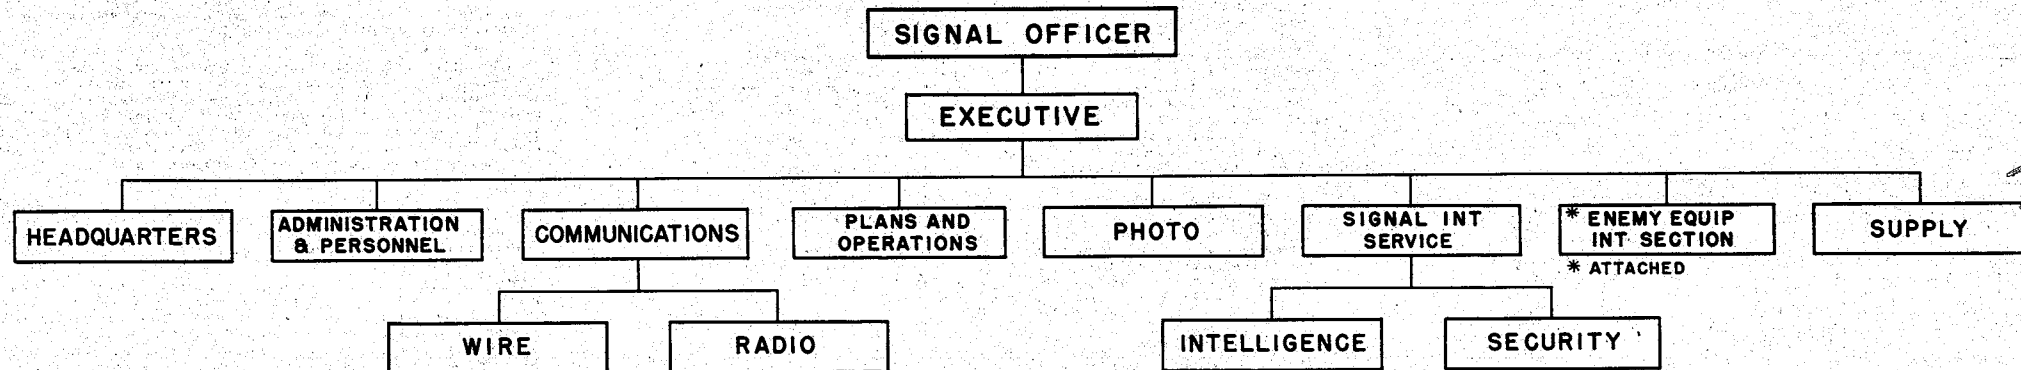 SIGNAL OFFICER
EXECUTIVE
HEADQUARTERS
ADMINISTRATION
& PERSONNEL
COMMUNICATIONS
PLANS AND
OPERATIONS
PHOTO
SIGNAL INT
SERVICE
* ENEMY EQUIP
INT SECTION
* ATTACHED
SUPPLY
WIRE
RADIO
INTELLIGENCE
SECURITY